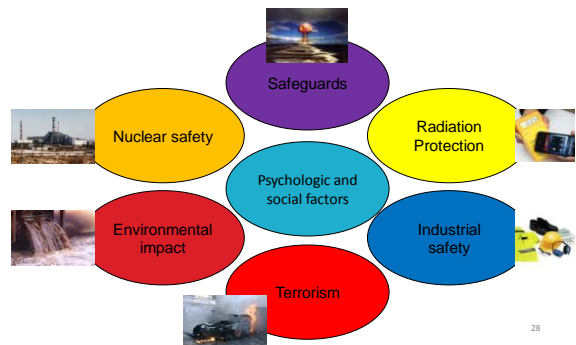 Safeguards
Nuclear safety
Radiation
Protection
Psychologic and
social factors
Environmental
impact
Industrial
safety
Terrorism
28